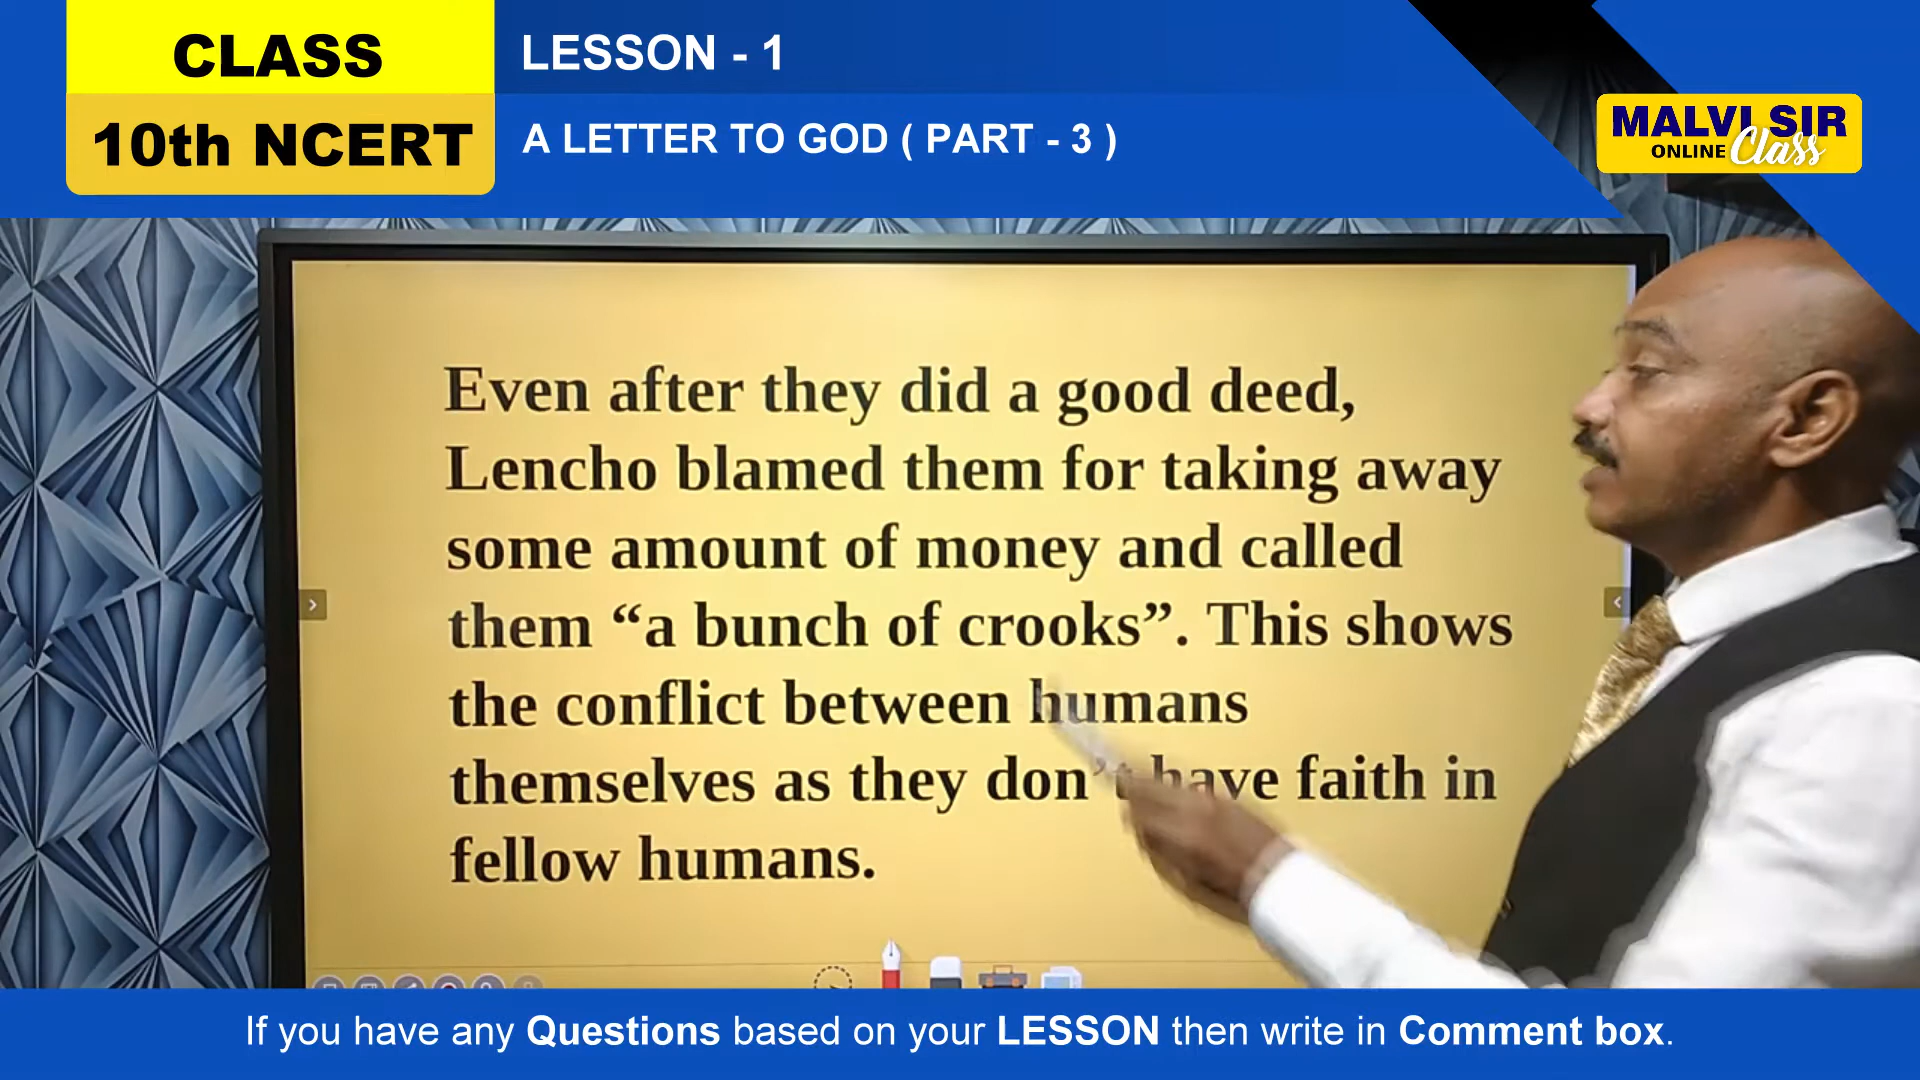 CLASS
10th NCERT
LESSON - 1
A LETTER TO GOD ( PART - 3 )
MALVI SIR
ONLINE Class
Even after they did a good deed,
Lencho blamed them for taking away
some amount of money and called
them “a bunch of crooks”. This shows
the conflict between humans
themselves as they don’t have faith in
fellow humans.
If you have any Questions based on your LESSON then write in Comment box.